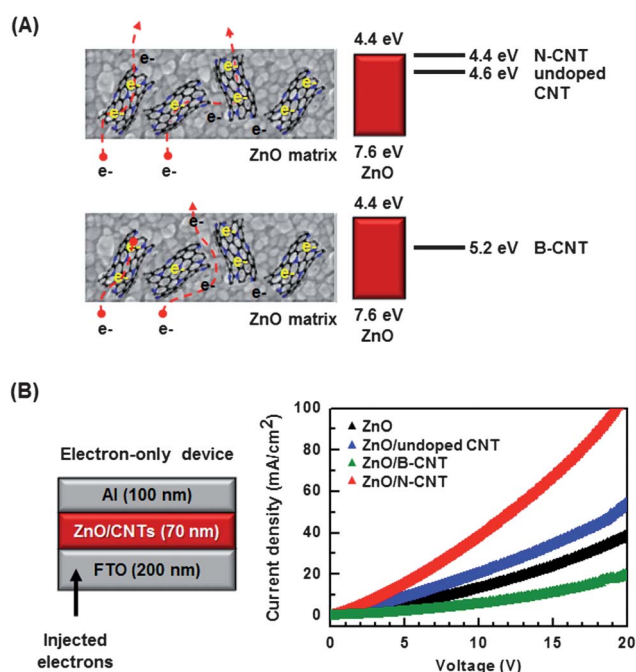 (A)
e-
e-
e-
e-
e-
e-
e-
e-
e-
ZnO matrix
4.4 eV
7.6 eV
ZnO
4.4 eV N-CNT
4.6 eV undoped
CNT
e-
e-
e-
e-
e-
e-
e-
e-
e-
ZnO matrix
4.4 eV
7.6 eV
ZnO
5.2 eV B-CNT
(B)
Electron-only device
Al (100 nm)
ZnO/CNTs (70 nm)
FTO (200 nm)
Injected
electrons
Current density (mA/cm²)
100
80
60
40
20
0
ZnO
ZnO/undoped CNT
ZnO/B-CNT
ZnO/N-CNT
0 5 10 15 20
Voltage (V)